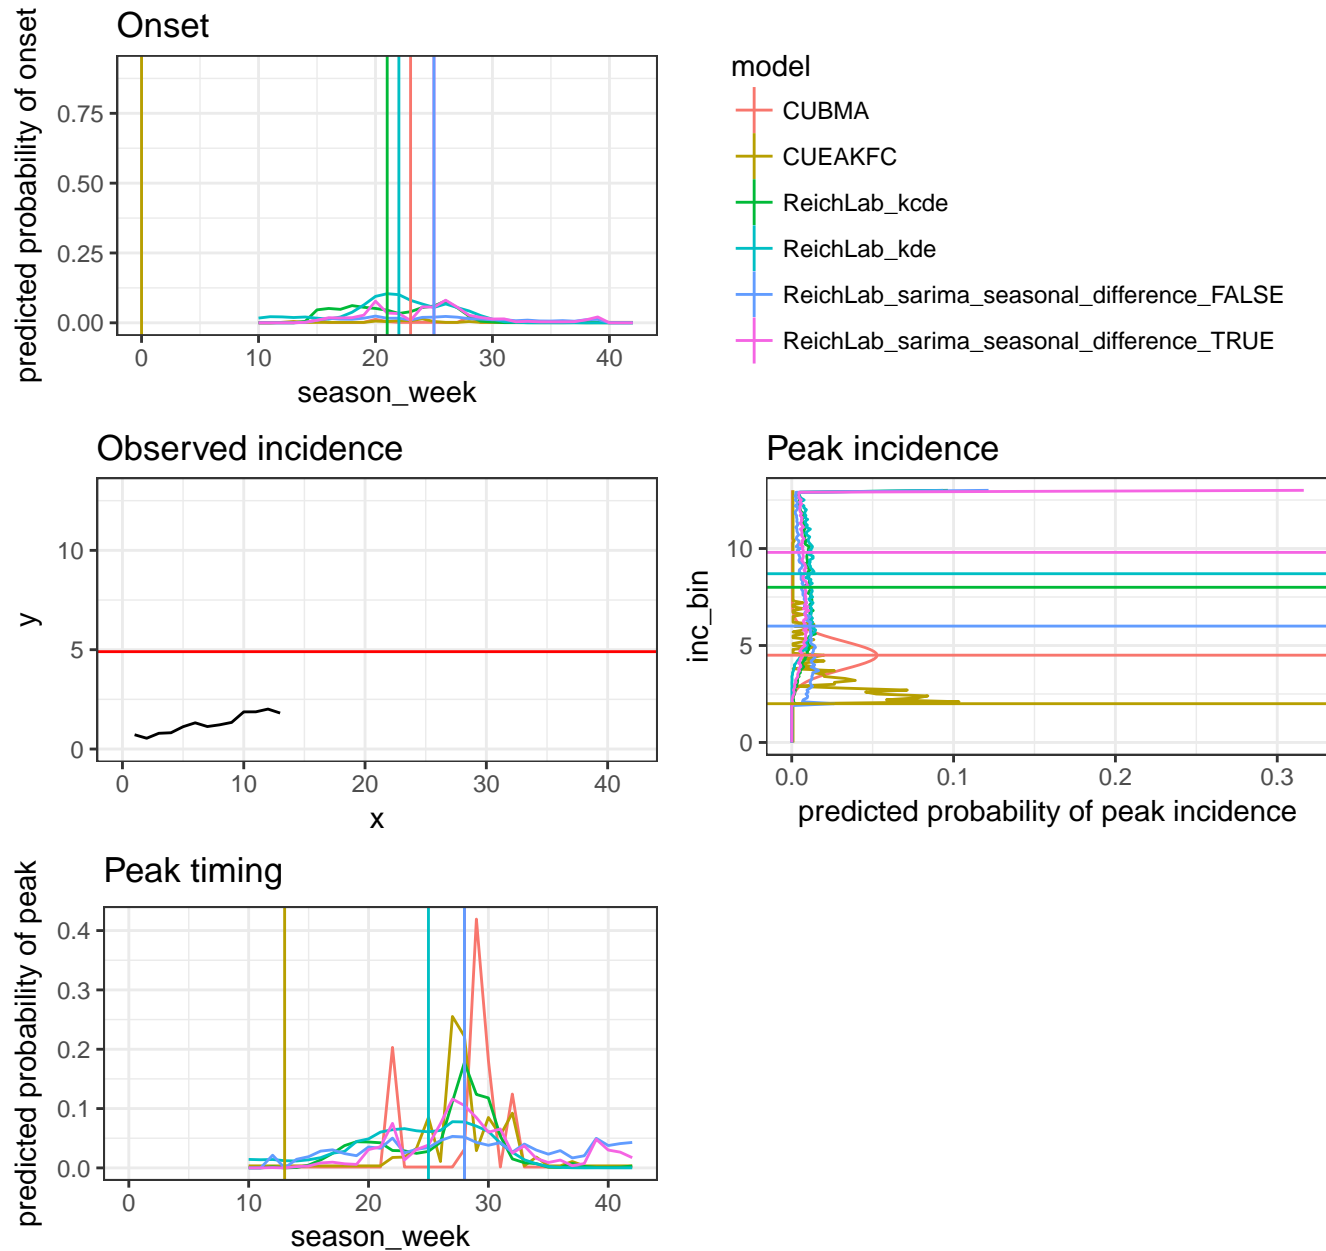 Onset
predicted probability of onset
0.75
0.50
0.25
0.00
0 10 20 30 40
season_week
model
CUBMA
CUEAKFC
ReichLab_kcde
ReichLab_kde
ReichLab_sarima_seasonal_difference_FALSE
ReichLab_sarima_seasonal_difference_TRUE
Observed incidence
y
10
5
0
0 10 20 30 40
x
Peak incidence
inc_bin
10
5
0
0.0 0.1 0.2 0.3
predicted probability of peak incidence
Peak timing
predicted probability of peak
0.4
0.3
0.2
0.1
0.0
0 10 20 30 40
season_week